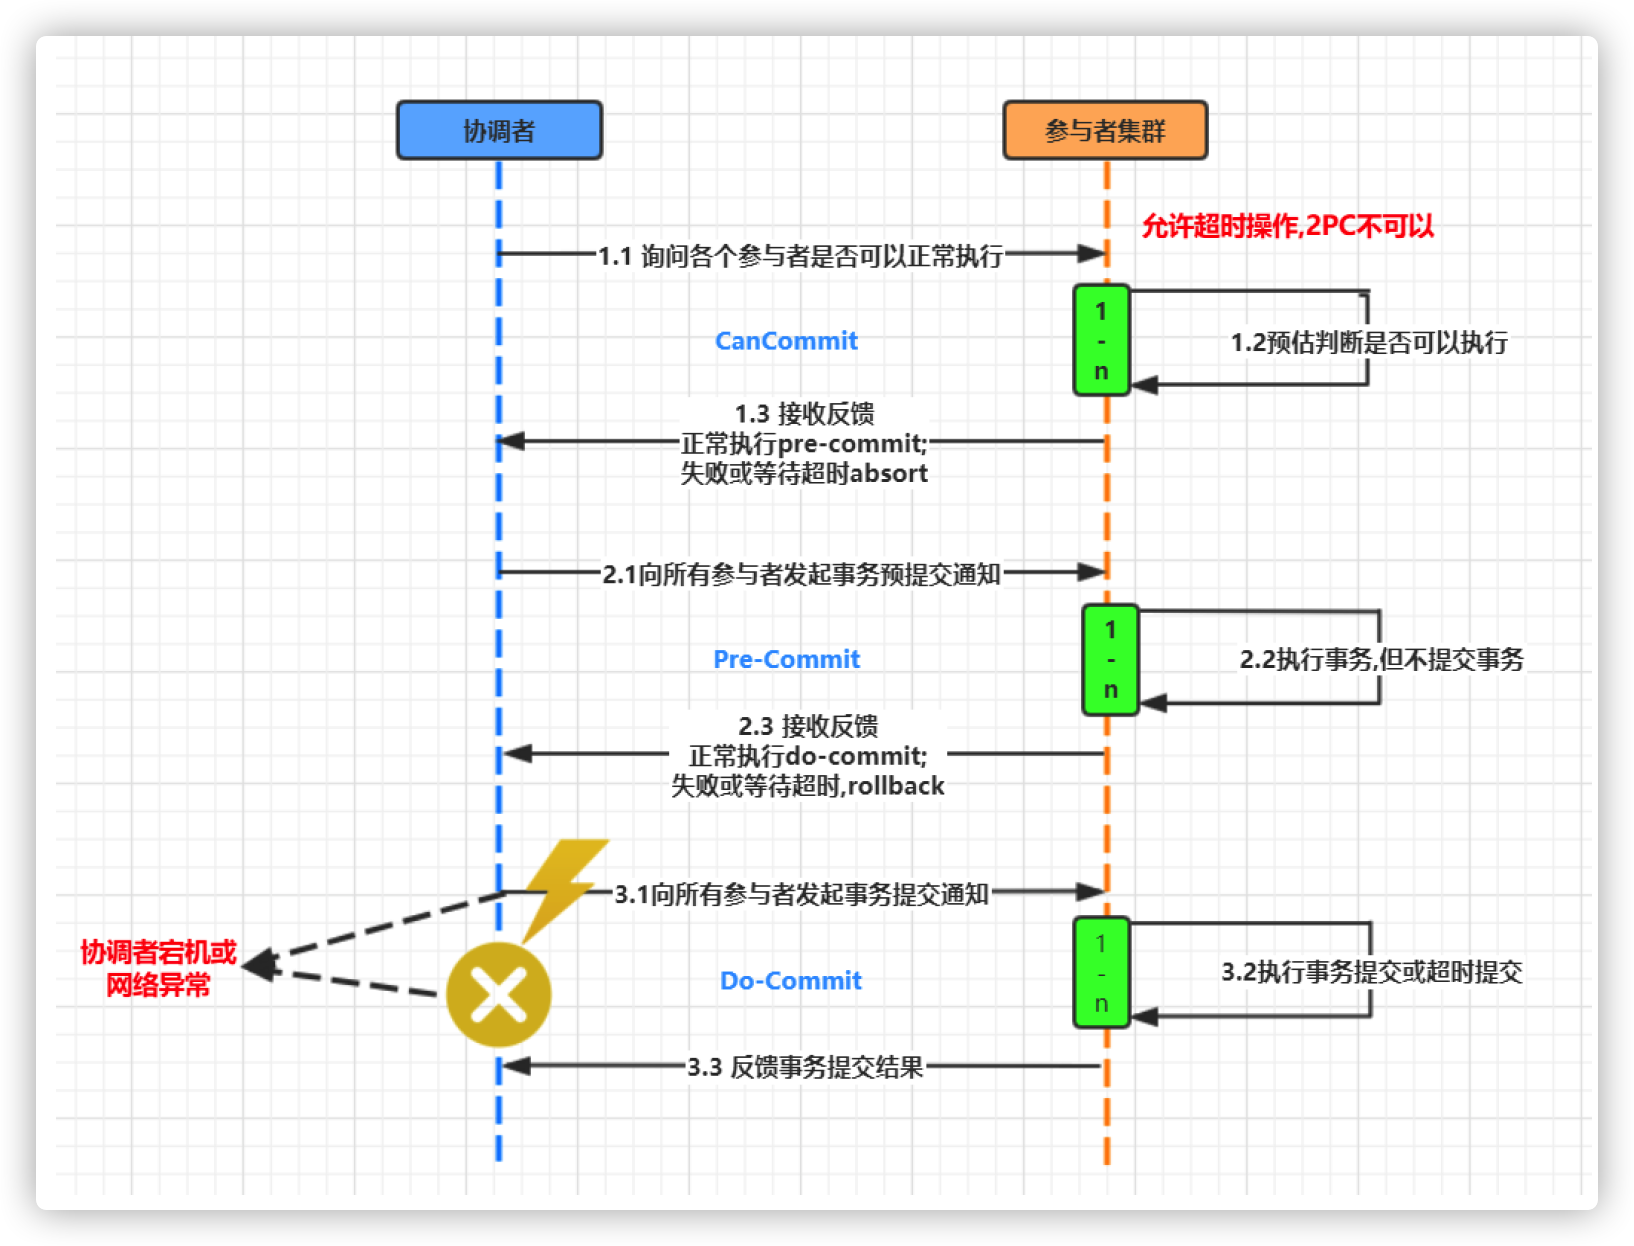 协调者
参与者集群
允许超时操作,2PC不可以
1.1 询问各个参与者是否可以正常执行
1
-
n
CanCommit
1.2预估判断是否可以执行
1.3 接收反馈
正常执行pre-commit;
失败或等待超时absort
2.1向所有参与者发起事务预提交通知
1
-
n
Pre-Commit
2.2执行事务,但不提交事务
2.3 接收反馈
正常执行do-commit;
失败或等待超时,rollback
3.1向所有参与者发起事务提交通知
协调者宕机或
网络异常
1
-
n
Do-Commit
3.2执行事务提交或超时提交
3.3 反馈事务提交结果